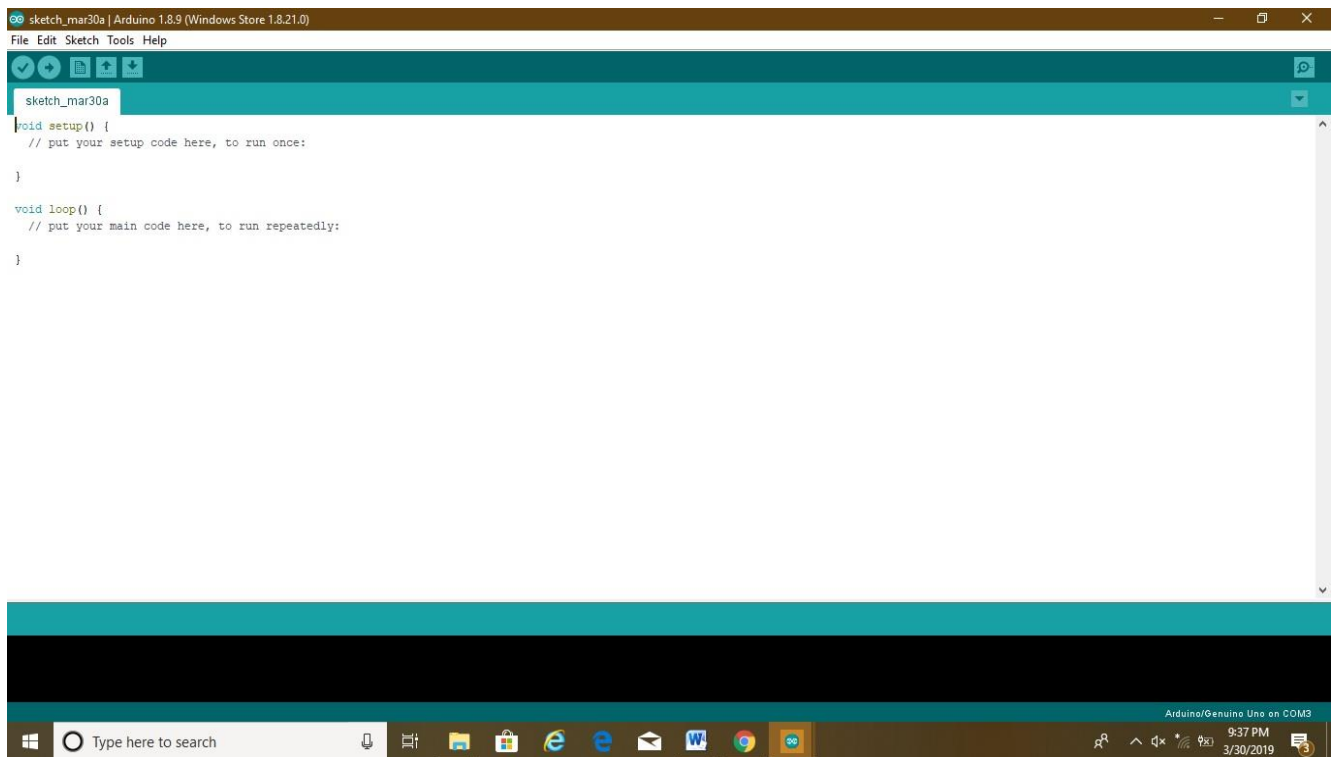 sketch_mar30a | Arduino 1.8.9 (Windows Store 1.8.21.0)
File Edit Sketch Tools Help
sketch_mar30a
void setup() {
  // put your setup code here, to run once:
}
void loop() {
  // put your main code here, to run repeatedly:
}
Arduino/Genuino Uno on COM3
Type here to search
9:37 PM
3/30/2019
3